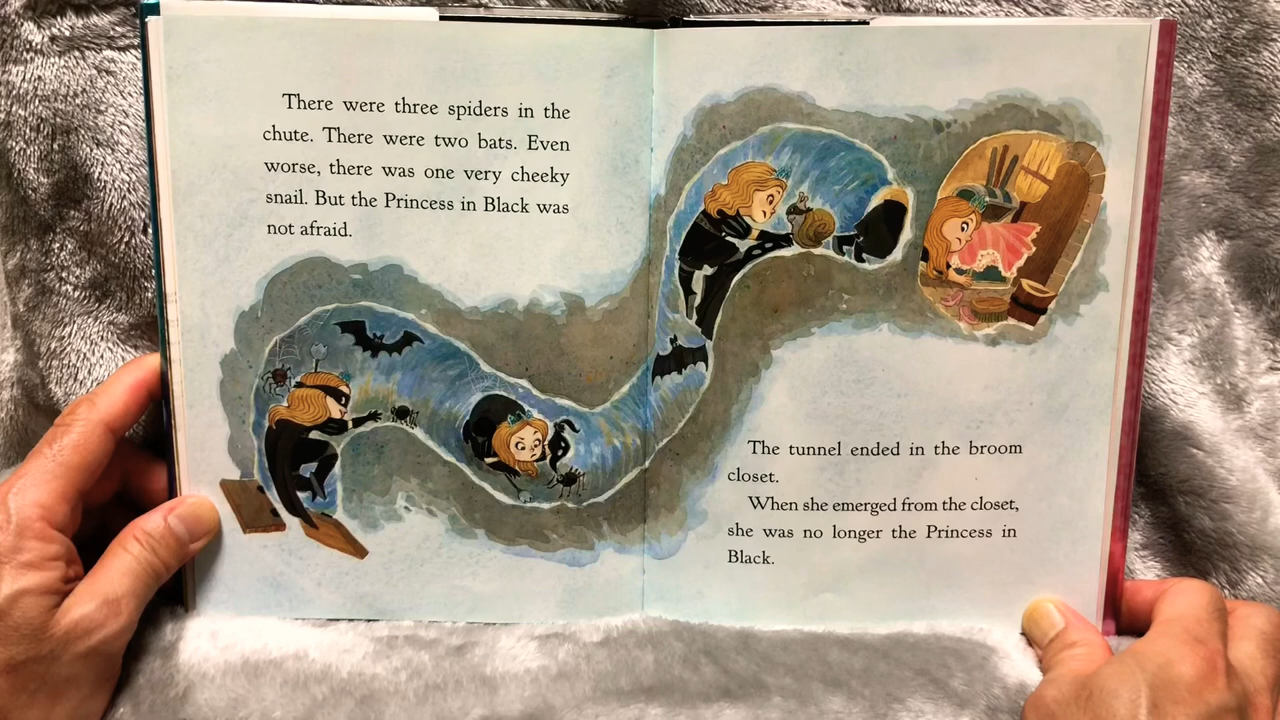 There were three spiders in the
chute. There were two bats. Even
worse, there was one very cheeky
snail. But the Princess in Black was
not afraid.
The tunnel ended in the broom
closet.
When she emerged from the closet,
she was no longer the Princess in
Black.